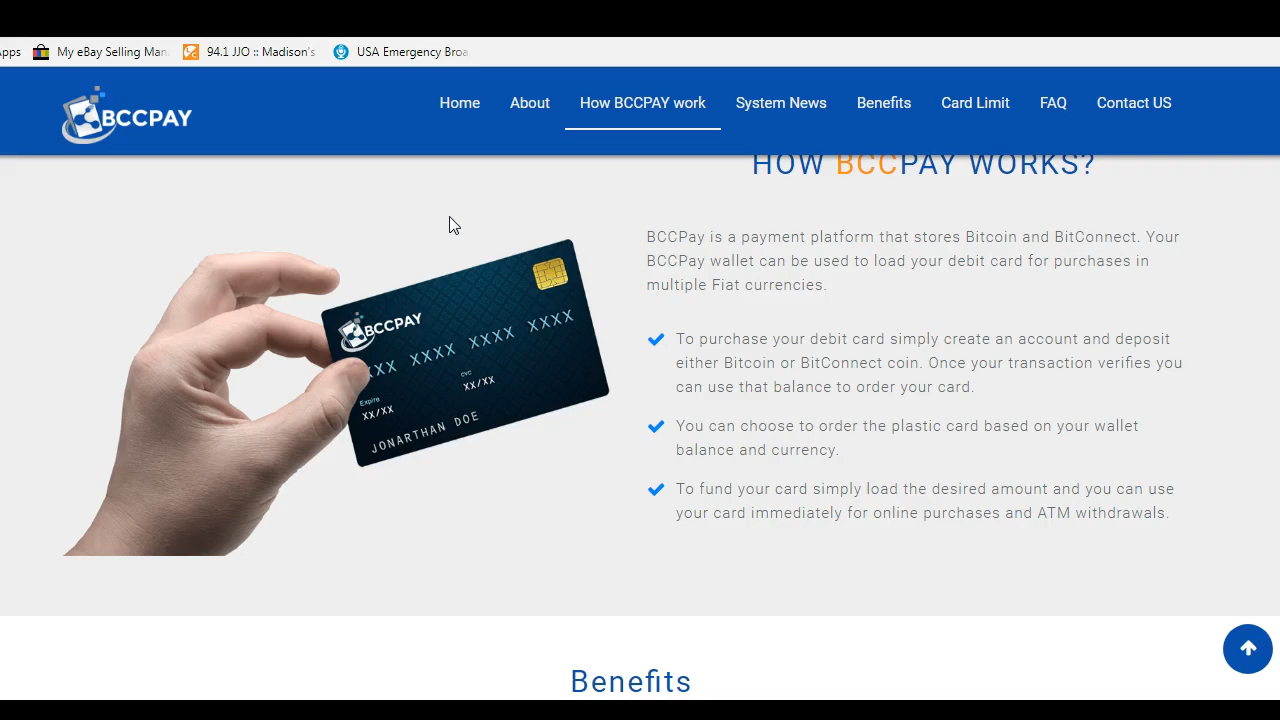 pps My eBay Selling Man 94.1 JJO :: Madison's USA Emergency Broa
BCCPAY Home About How BCCPAY work System News Benefits Card Limit FAQ Contact US
HOW BCCPAY WORKS?
BCCPay is a payment platform that stores Bitcoin and BitConnect. Your
BCCPay wallet can be used to load your debit card for purchases in
multiple Fiat currencies.
To purchase your debit card simply create an account and deposit
either Bitcoin or BitConnect coin. Once your transaction verifies you
can use that balance to order your card.
You can choose to order the plastic card based on your wallet
balance and currency.
To fund your card simply load the desired amount and you can use
your card immediately for online purchases and ATM withdrawals.
BCCPAY
XXX XXXX XXXX XXXX
CVC
XX/XX
Expire
XX/XX
JONARTHAN DOE
Benefits